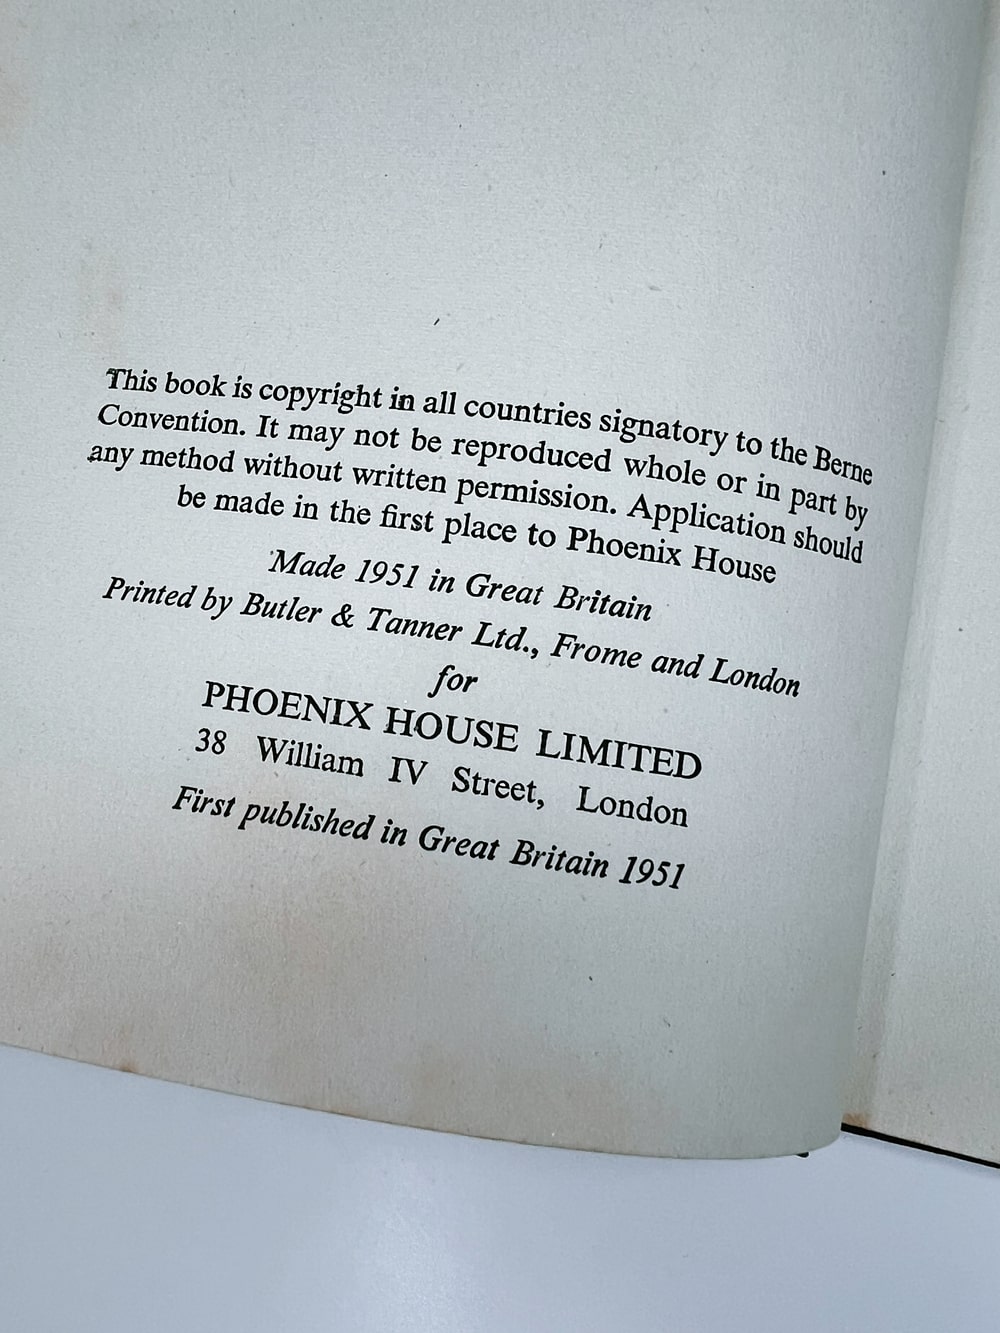 This book is copyright in all countries signatory to the Berne
Convention. It may not be reproduced whole or in part by
any method without written permission. Application should
be made in the first place to Phoenix House
Made 1951 in Great Britain
Printed by Butler & Tanner Ltd., Frome and London
for
PHOENIX HOUSE LIMITED
38 William IV Street, London
First published in Great Britain 1951